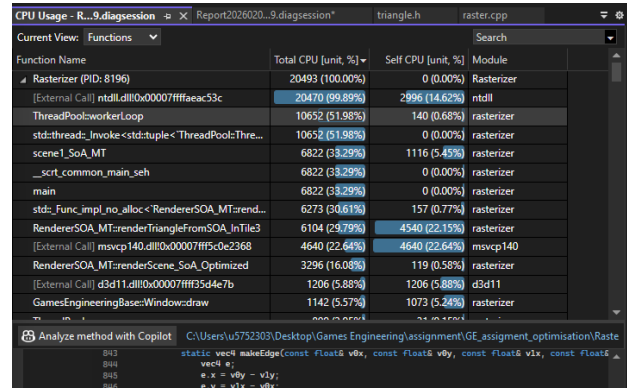 CPU Usage - R...9.diagsession Report2026020...9.diagsession* triangle.h raster.cpp
Current View: Functions Search
Function Name Total CPU [unit, %] Self CPU [unit, %] Module
Rasterizer (PID: 8196) 20493 (100.00%) 0 (0.00%) Rasterizer
[External Call] ntdll.dll!0x00007ffffaeac53c 20470 (99.89%) 2996 (14.62%) ntdll
ThreadPool::workerLoop 10652 (51.98%) 140 (0.68%) rasterizer
std::thread::_Invoke<std::tuple<`ThreadPool::Thre... 10652 (51.98%) 0 (0.00%) rasterizer
scene1_SoA_MT 6822 (33.29%) 1116 (5.45%) rasterizer
__scrt_common_main_seh 6822 (33.29%) 0 (0.00%) rasterizer
main 6822 (33.29%) 0 (0.00%) rasterizer
std::_Func_impl_no_alloc<`RendererSOA_MT::rend... 6273 (30.61%) 157 (0.77%) rasterizer
RendererSOA_MT::renderTriangleFromSOA_InTile3 6104 (29.79%) 4540 (22.15%) rasterizer
[External Call] msvcp140.dll!0x00007fff5c0e2368 4640 (22.64%) 4640 (22.64%) msvcp140
RendererSOA_MT::renderScene_SoA_Optimized 3296 (16.08%) 119 (0.58%) rasterizer
[External Call] d3d11.dll!0x00007fff35d4e7b 1206 (5.88%) 1206 (5.88%) d3d11
GamesEngineeringBase::Window::draw 1142 (5.57%) 1073 (5.24%) rasterizer
Analyze method with Copilot C:\Users\u5752303\Desktop\Games Engineering\assignment\GE_assigment_optimisation\Raste
843 static vec4 makeEdge(const float& v0x, const float& v0y, const float& v1x, const float&
844 vec4 e;
845 e.x = v0y - v1y;
846 e.y = v1x - v0x;